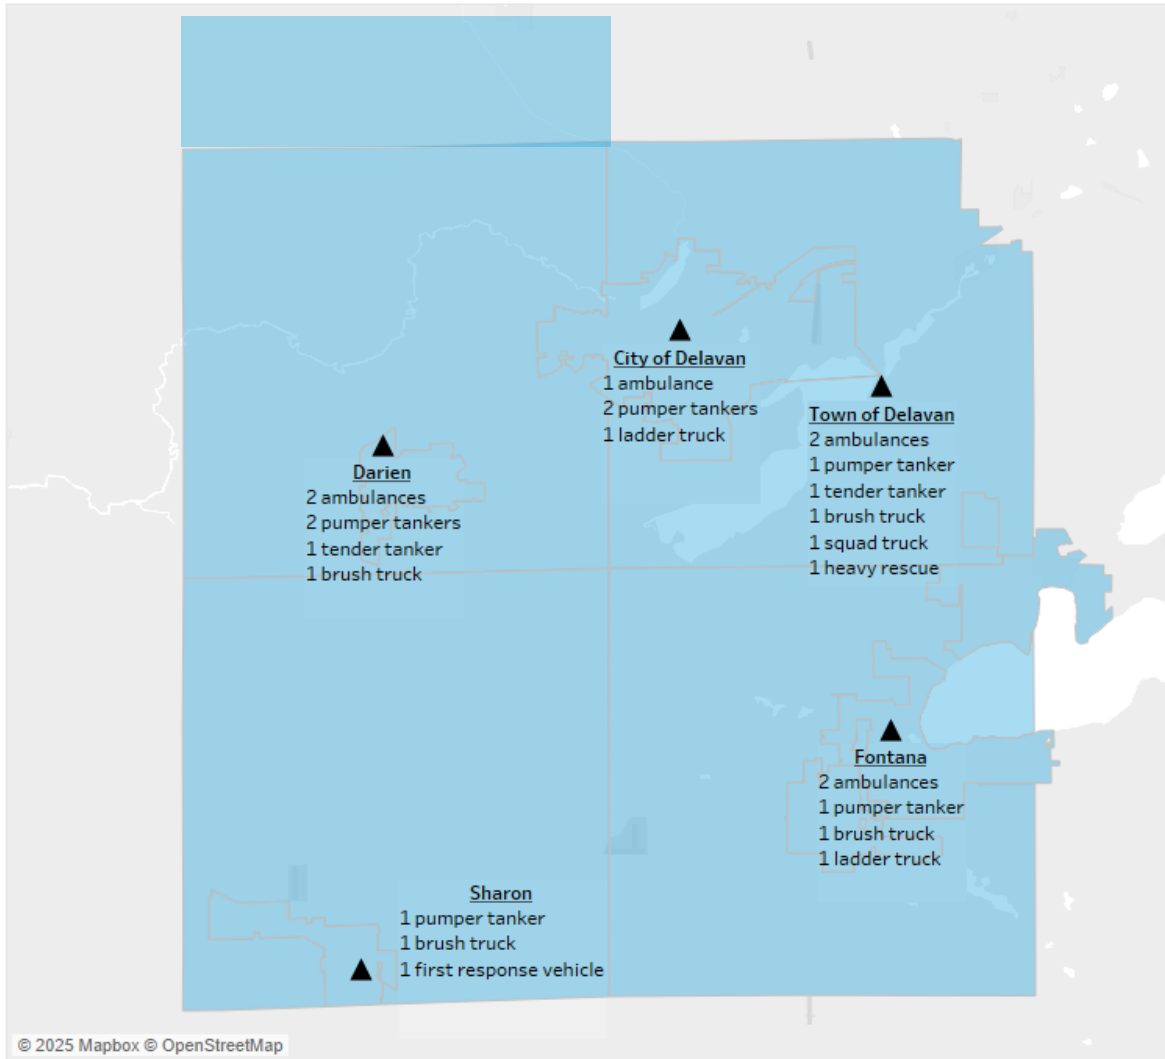 City of Delavan
1 ambulance
2 pumper tankers
1 ladder truck
Town of Delavan
2 ambulances
1 pumper tanker
1 tender tanker
1 brush truck
1 squad truck
1 heavy rescue
Darien
2 ambulances
2 pumper tankers
1 tender tanker
1 brush truck
Fontana
2 ambulances
1 pumper tanker
1 brush truck
1 ladder truck
Sharon
1 pumper tanker
1 brush truck
1 first response vehicle
© 2025 Mapbox © OpenStreetMap